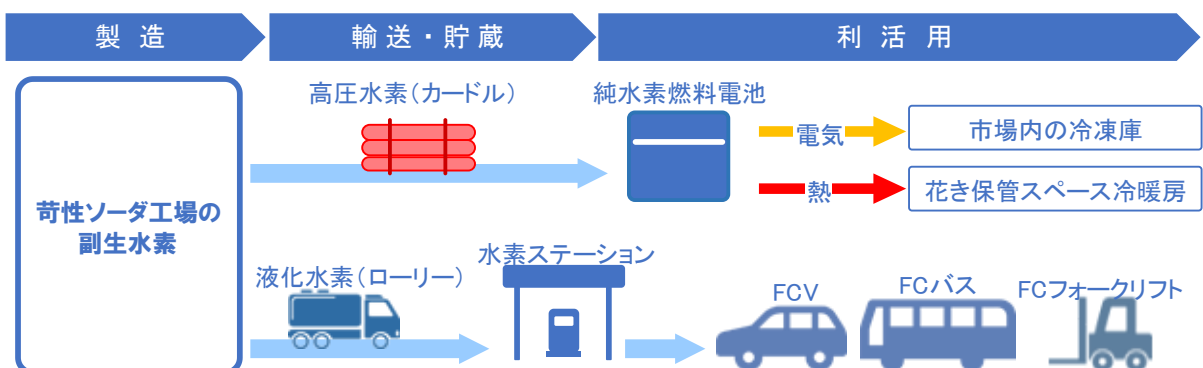 製造
輸送・貯蔵
利活用
高圧水素(カードル)
純水素燃料電池
電気
市場内の冷凍庫
熱
花き保管スペース冷暖房
苛性ソーダ工場の
副生水素
水素ステーション
液化水素(ローリー)
FCV
FCバス
FCフォークリフト